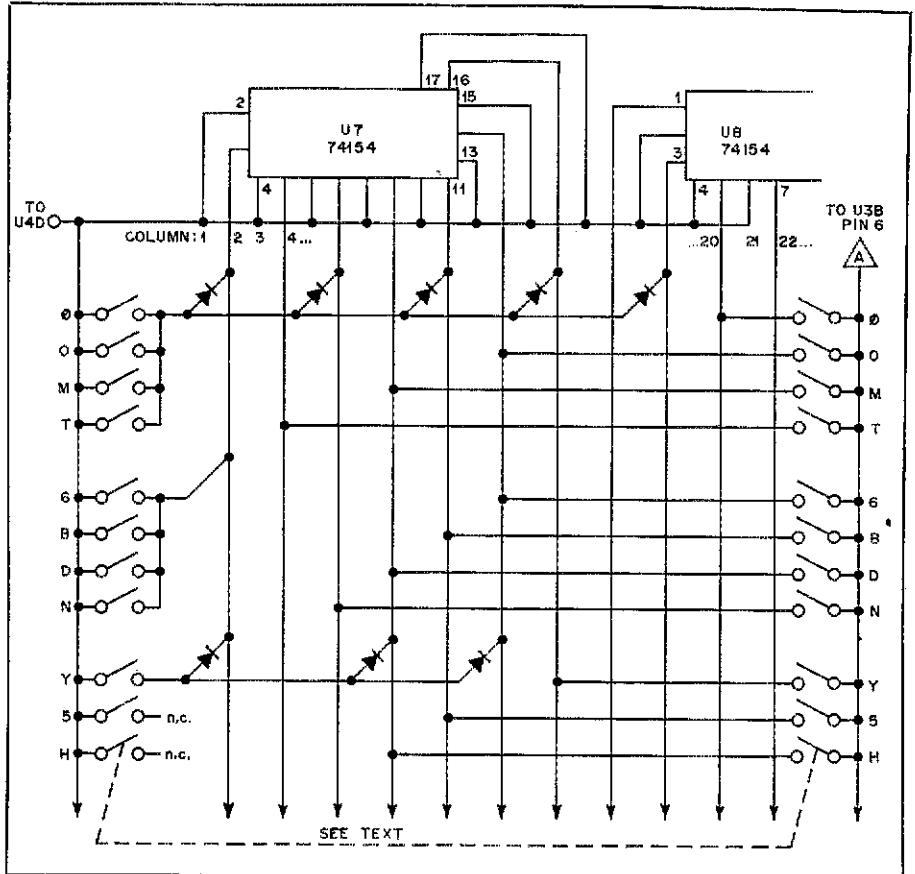 17 16
2 15
U7
74154
13
4 11
1
U8
74154
3
4 7
TO
U4D
COLUMN: 1 2 3 4... ...20 21 22...
TO U3B
PIN 6
A
Ø Ø
O O
M M
T T
6 6
B B
D D
N N
Y Y
5 n.c. 5
H n.c. H
SEE TEXT